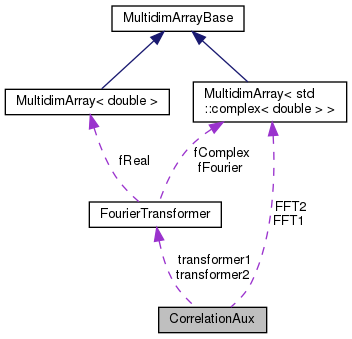 MultidimArrayBase
MultidimArray< double >
MultidimArray< std
::complex< double > >
fReal
fComplex
fFourier
FourierTransformer
FFT2
FFT1
transformer1
transformer2
CorrelationAux